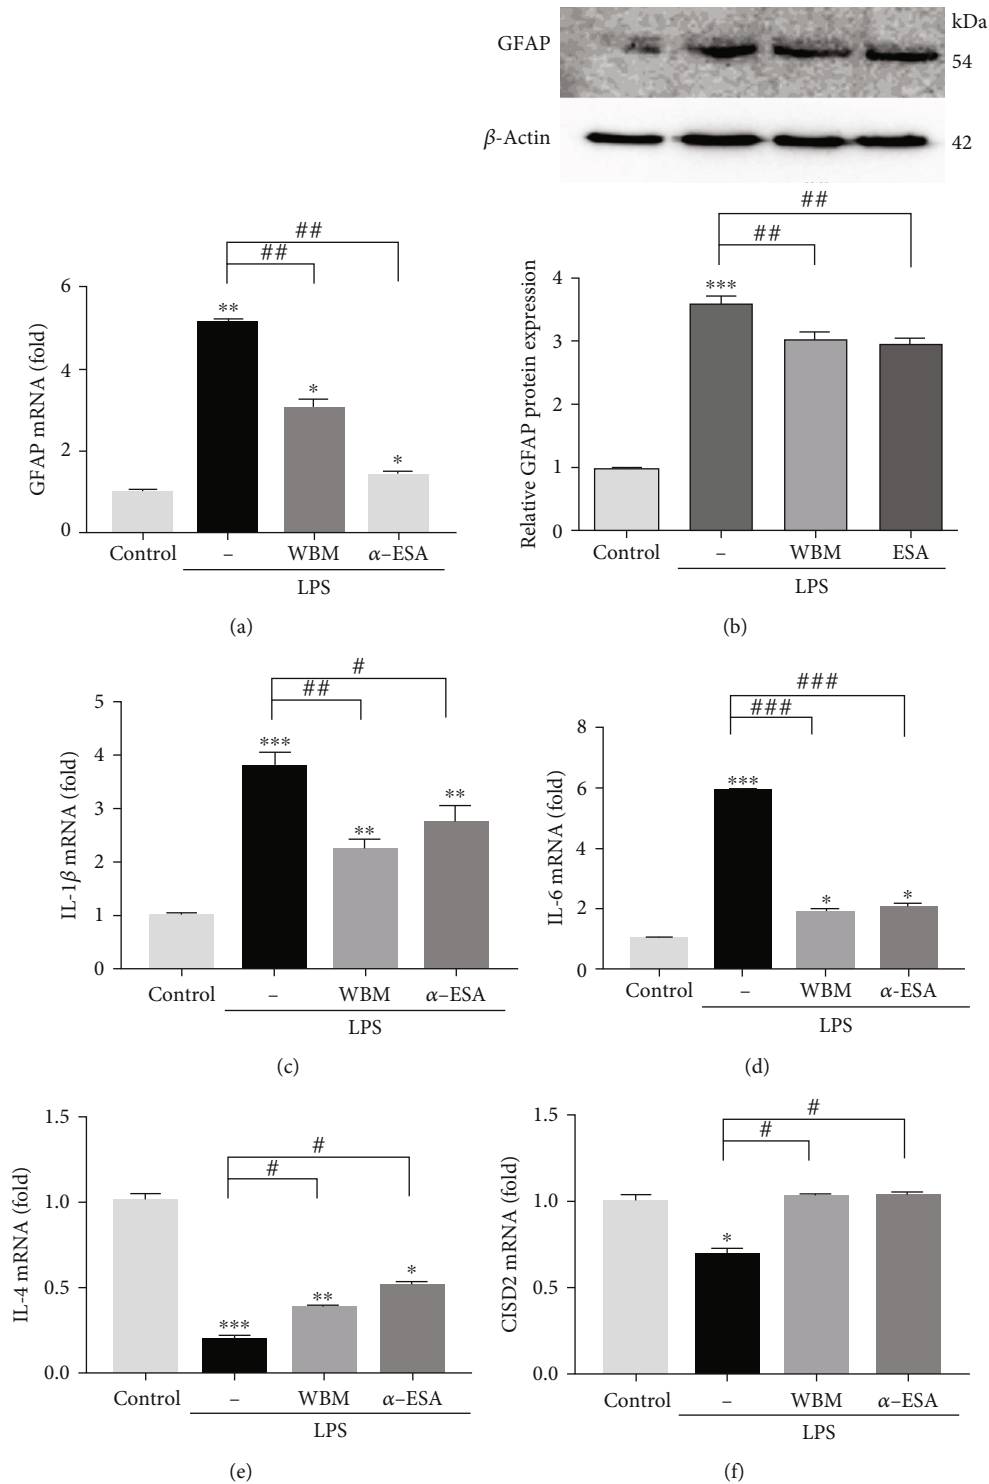 kDa
GFAP
54
β-Actin
42
##
##
**
*
*
6
4
2
0
GFAP mRNA (fold)
Control
–
WBM
α–ESA
LPS
(a)
##
##
***
4
3
2
1
0
Relative GFAP protein expression
Control
–
WBM
ESA
LPS
(b)
#
##
***
**
**
5
4
3
2
1
0
IL-1β mRNA (fold)
Control
–
WBM
α–ESA
LPS
(c)
###
###
***
*
*
8
6
4
2
0
IL-6 mRNA (fold)
Control
–
WBM
α-ESA
LPS
(d)
#
#
***
**
*
1.5
1.0
0.5
0.0
IL-4 mRNA (fold)
Control
–
WBM
α–ESA
LPS
(e)
#
#
*
1.5
1.0
0.5
0.0
CISD2 mRNA (fold)
Control
–
WBM
α–ESA
LPS
(f)